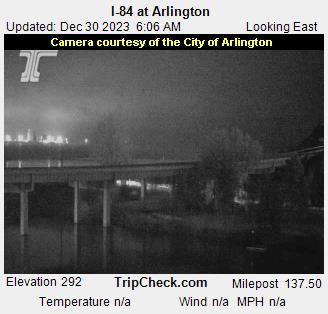 I-84 at Arlington
Updated: Dec 30 2023 6:06 AM Looking East
Camera courtesy of the City of Arlington
Elevation 292 TripCheck.com Milepost 137.50
Temperature n/a Wind n/a MPH n/a